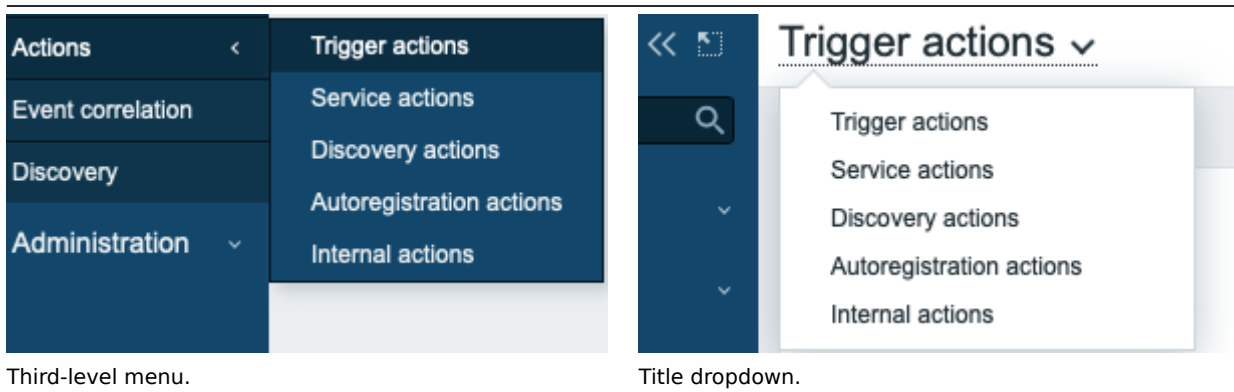 Actions
Event correlation
Discovery
Administration
Trigger actions
Service actions
Discovery actions
Autoregistration actions
Internal actions
Third-level menu.
Trigger actions
Trigger actions
Service actions
Discovery actions
Autoregistration actions
Internal actions
Title dropdown.